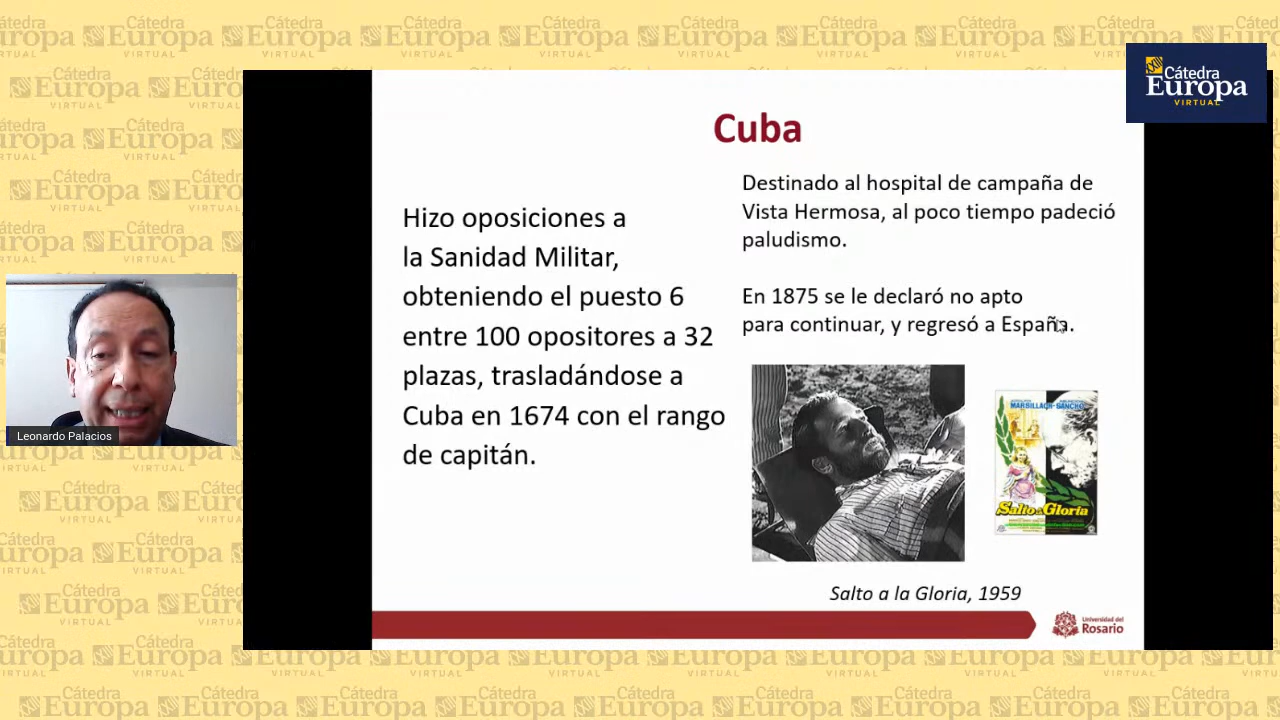 Cátedra
Europa
VIRTUAL
Cuba
Hizo oposiciones a
la Sanidad Militar,
obteniendo el puesto 6
entre 100 opositores a 32
plazas, trasladándose a
Cuba en 1674 con el rango
de capitán.
Destinado al hospital de campaña de
Vista Hermosa, al poco tiempo padeció
paludismo.
En 1875 se le declaró no apto
para continuar, y regresó a España.
MARSILLACH-SANCHO
Salto a la Gloria
Salto a la Gloria, 1959
Universidad del
Rosario
Leonardo Palacios